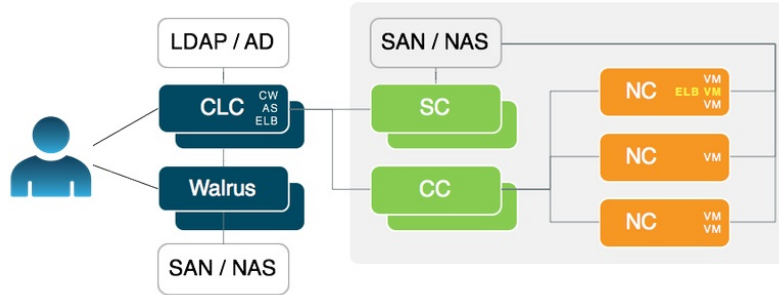 LDAP / AD
SAN / NAS
CLC
CW
AS
ELB
SC
NC
VM
ELB VM
VM
Walrus
CC
NC
VM
NC
VM
VM
SAN / NAS